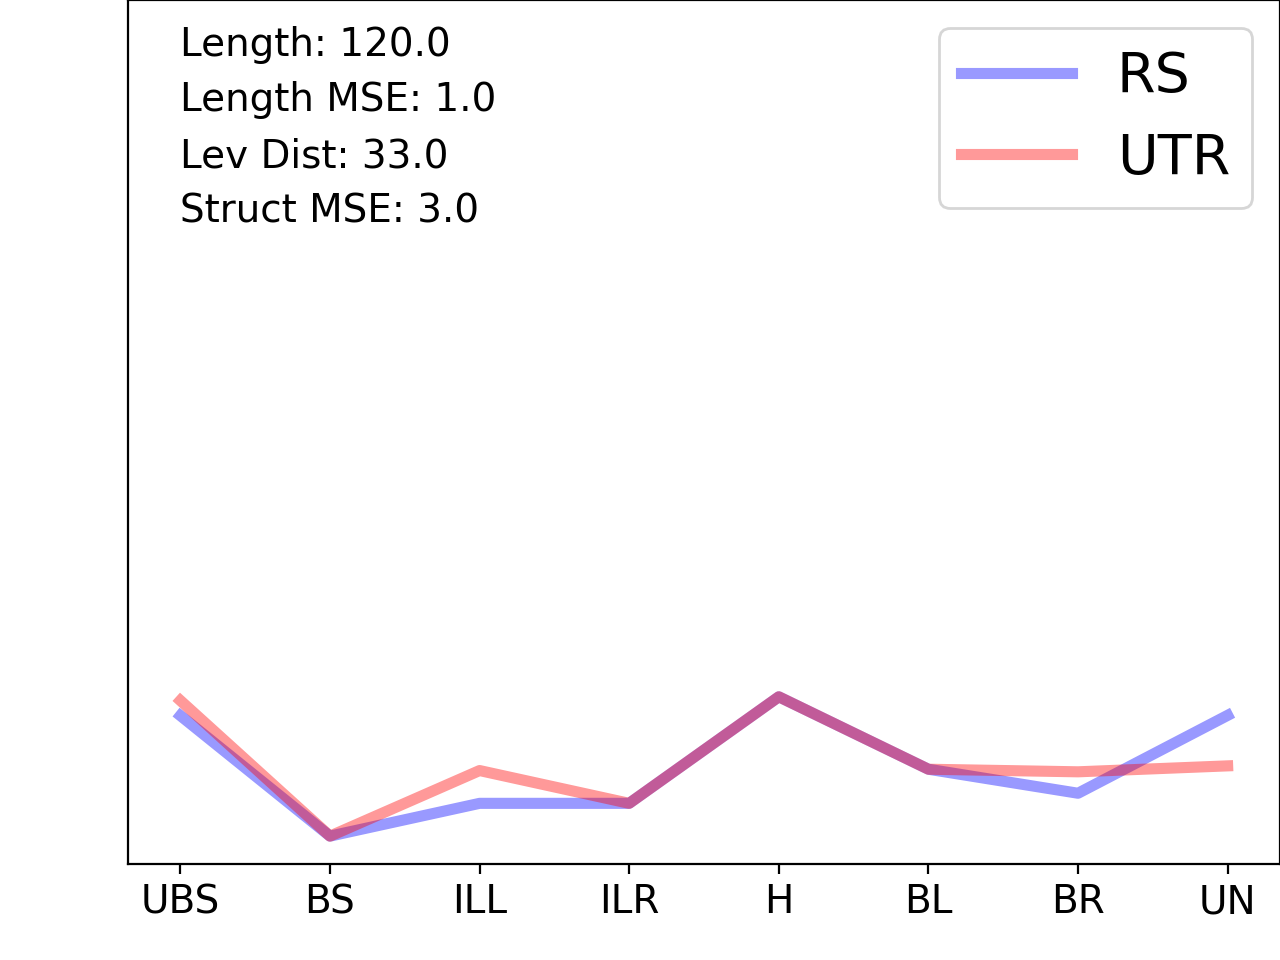 Length: 120.0
Length MSE: 1.0
Lev Dist: 33.0
Struct MSE: 3.0
RS
UTR
UBS BS ILL ILR H BL BR UN